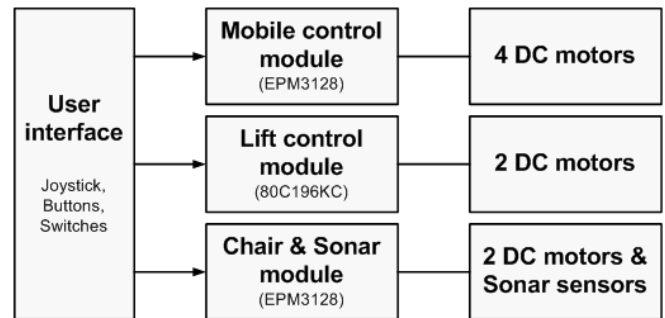 User
interface
Joystick,
Buttons,
Switches
Mobile control
module
(EPM3128)
4 DC motors
Lift control
module
(80C196KC)
2 DC motors
Chair & Sonar
module
(EPM3128)
2 DC motors &
Sonar sensors